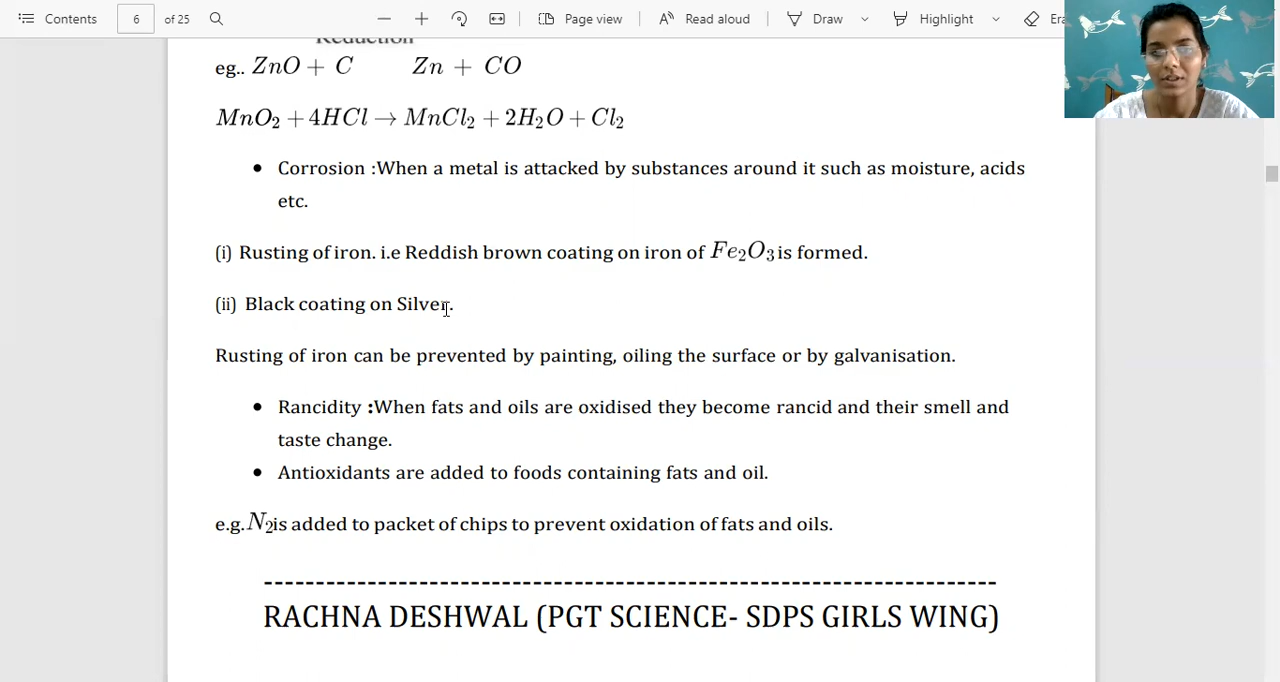 Contents 6 of 25 Page view Read aloud Draw Highlight
Reduction
eg.. ZnO + C Zn + CO
MnO₂ + 4HCl → MnCl₂ + 2H₂O + Cl₂
• Corrosion :When a metal is attacked by substances around it such as moisture, acids
etc.
(i) Rusting of iron. i.e Reddish brown coating on iron of Fe₂O₃ is formed.
(ii) Black coating on Silver.
Rusting of iron can be prevented by painting, oiling the surface or by galvanisation.
• Rancidity :When fats and oils are oxidised they become rancid and their smell and
taste change.
• Antioxidants are added to foods containing fats and oil.
e.g. N₂is added to packet of chips to prevent oxidation of fats and oils.
--------------------------------------------------------------------
RACHNA DESHWAL (PGT SCIENCE- SDPS GIRLS WING)